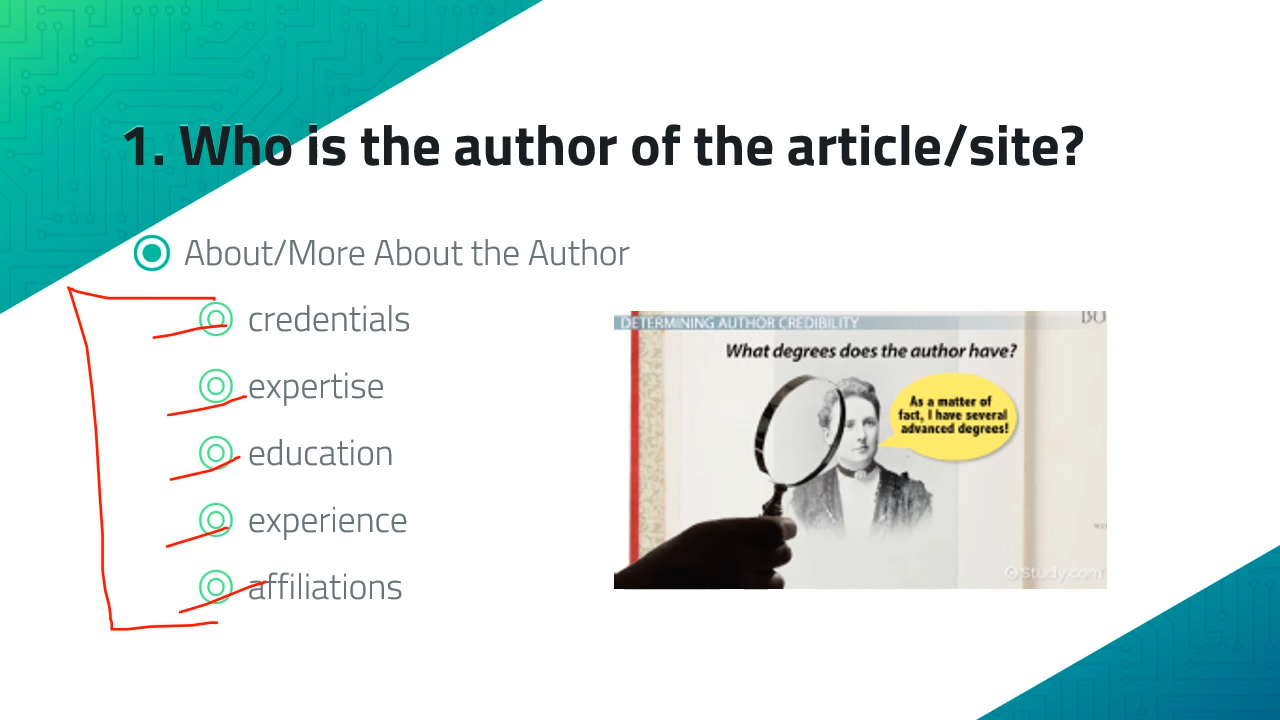 1. Who is the author of the article/site?
About/More About the Author
credentials
expertise
education
experience
affiliations
DETERMINING AUTHOR CREDIBILITY
What degrees does the author have?
As a matter of
fact, I have several
advanced degrees!
study.com